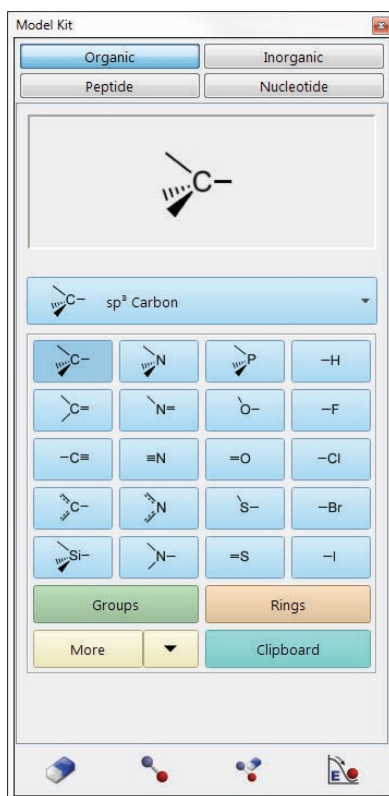 Model Kit
Organic Inorganic
Peptide Nucleotide
C
C sp³ Carbon
C N P H
C= N= O- -F
-C≡ ≡N =O -Cl
C- N S- -Br
Si- N- =S -I
Groups Rings
More Clipboard
E